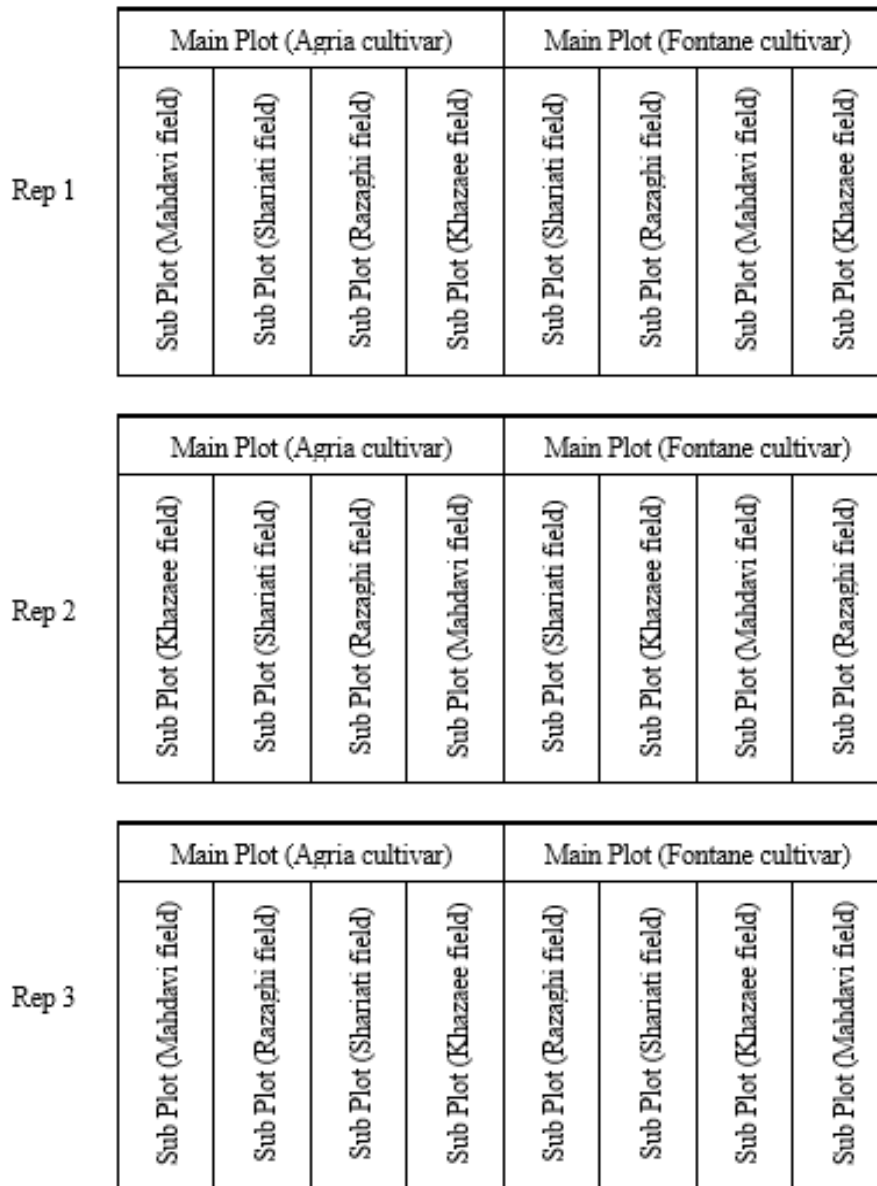 Main Plot (Agria cultivar)
Main Plot (Fontane cultivar)
Rep 1
Sub Plot (Mahdavi field)
Sub Plot (Shariati field)
Sub Plot (Razaghi field)
Sub Plot (Khazaee field)
Sub Plot (Shariati field)
Sub Plot (Razaghi field)
Sub Plot (Mahdavi field)
Sub Plot (Khazaee field)
Main Plot (Agria cultivar)
Main Plot (Fontane cultivar)
Rep 2
Sub Plot (Khazaee field)
Sub Plot (Shariati field)
Sub Plot (Razaghi field)
Sub Plot (Mahdavi field)
Sub Plot (Shariati field)
Sub Plot (Khazaee field)
Sub Plot (Mahdavi field)
Sub Plot (Razaghi field)
Main Plot (Agria cultivar)
Main Plot (Fontane cultivar)
Rep 3
Sub Plot (Mahdavi field)
Sub Plot (Razaghi field)
Sub Plot (Shariati field)
Sub Plot (Khazaee field)
Sub Plot (Razaghi field)
Sub Plot (Shariati field)
Sub Plot (Khazaee field)
Sub Plot (Mahdavi field)